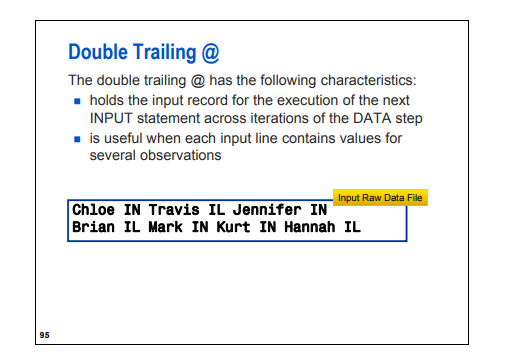 Double Trailing @
The double trailing @ has the following characteristics:
■ holds the input record for the execution of the next
INPUT statement across iterations of the DATA step
■ is useful when each input line contains values for
several observations
Input Raw Data File
Chloe IN Travis IL Jennifer IN
Brian IL Mark IN Kurt IN Hannah IL
95